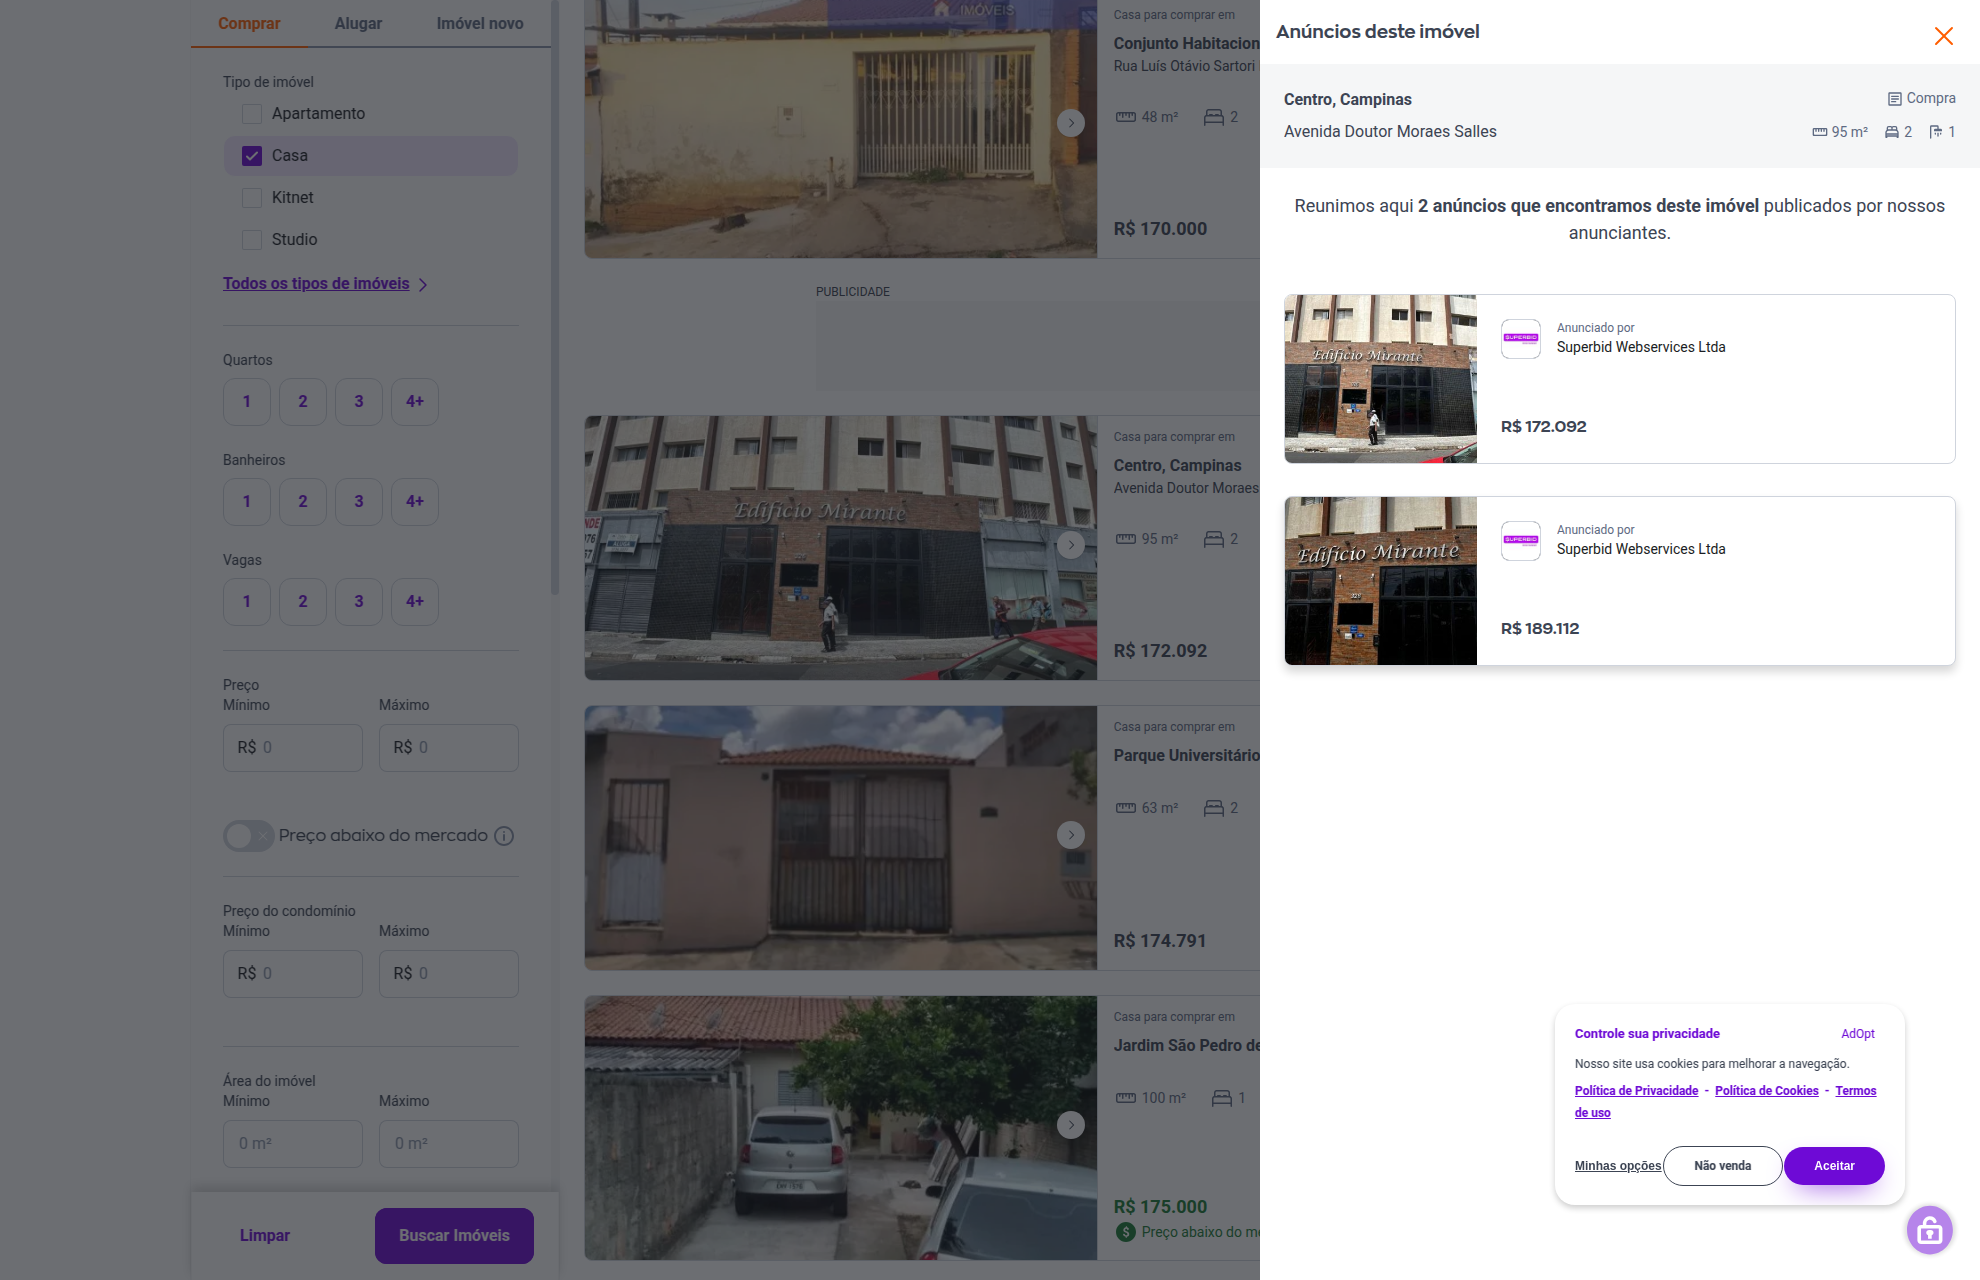 Comprar
Alugar
Imóvel novo
Tipo de imóvel
Apartamento
Casa
Kitnet
Studio
Todos os tipos de imóveis
Quartos
1 2 3 4+
Banheiros
1 2 3 4+
Vagas
1 2 3 4+
Preço
Mínimo Máximo
R$ 0 R$ 0
Preço abaixo do mercado
Preço do condomínio
Mínimo Máximo
R$ 0 R$ 0
Área do imóvel
Mínimo Máximo
0 m² 0 m²
Limpar
Buscar Imóveis
IMÓVEIS
Casa para comprar em
Conjunto Habitacion
Rua Luís Otávio Sartori
48 m² 2
R$ 170.000
PUBLICIDADE
Edifício Mirante
Casa para comprar em
Centro, Campinas
Avenida Doutor Moraes
95 m² 2
R$ 172.092
Casa para comprar em
Parque Universitário
63 m² 2
R$ 174.791
Casa para comprar em
Jardim São Pedro de
100 m² 1
R$ 175.000
Preço abaixo do me
Anúncios deste imóvel
Centro, Campinas
Compra
Avenida Doutor Moraes Salles
95 m² 2 1
Reunimos aqui 2 anúncios que encontramos deste imóvel publicados por nossos
anunciantes.
Edifício Mirante
SUPERBID
Anunciado por
Superbid Webservices Ltda
R$ 172.092
Edifício Mirante
SUPERBID
Anunciado por
Superbid Webservices Ltda
R$ 189.112
Controle sua privacidade
AdOpt
Nosso site usa cookies para melhorar a navegação.
Política de Privacidade - Política de Cookies - Termos
de uso
Minhas opções
Não venda
Aceitar